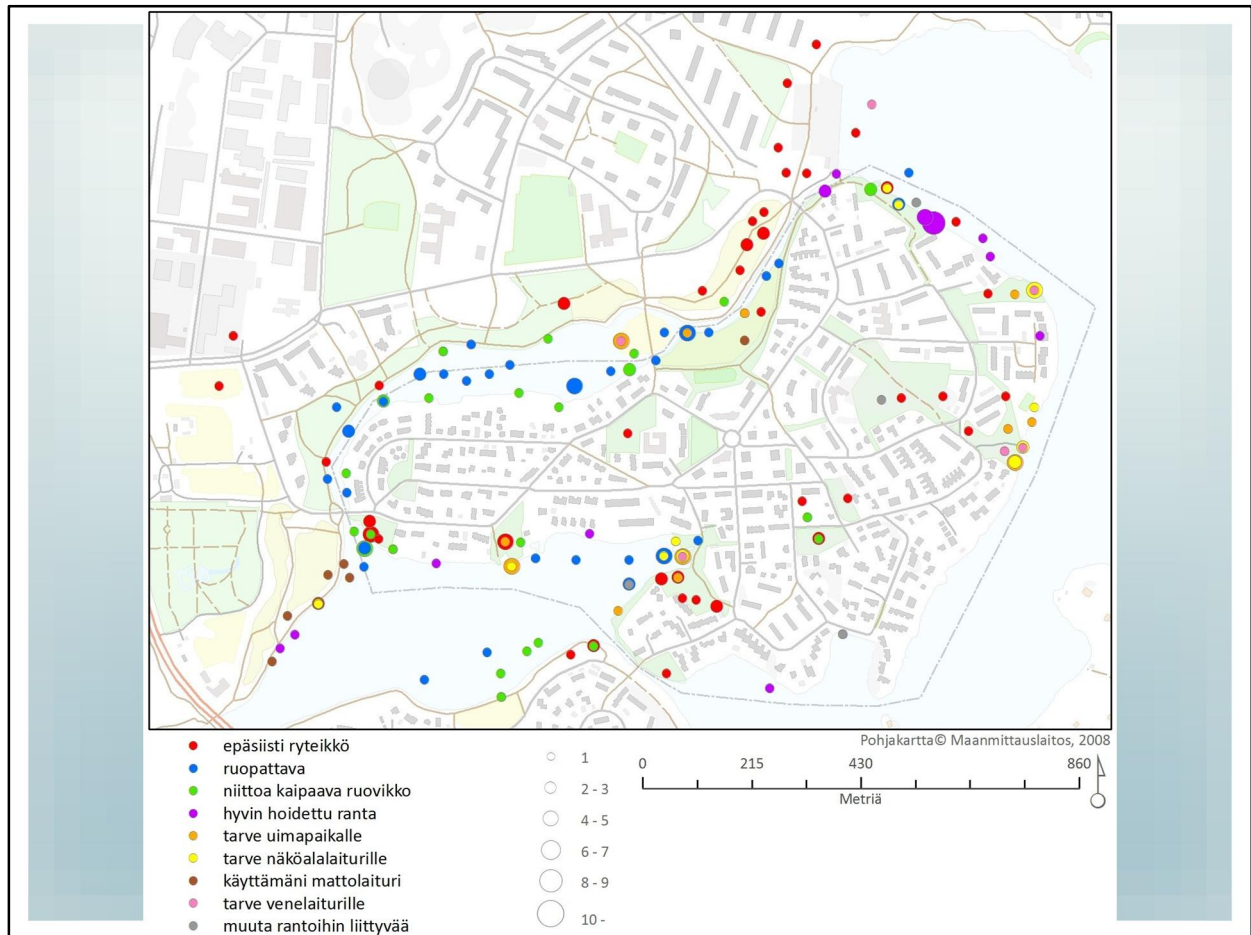 Pohjakartta© Maanmittauslaitos, 2008
epäsiisti ryteikkö
ruopattava
niittoa kaipaava ruovikko
hyvin hoidettu ranta
tarve uimapaikalle
tarve näköalalaiturille
käyttämäni mattolaituri
tarve venelaiturille
muuta rantoihin liittyvää
1
2 - 3
4 - 5
6 - 7
8 - 9
10 -
0 215 430 860
Metriä